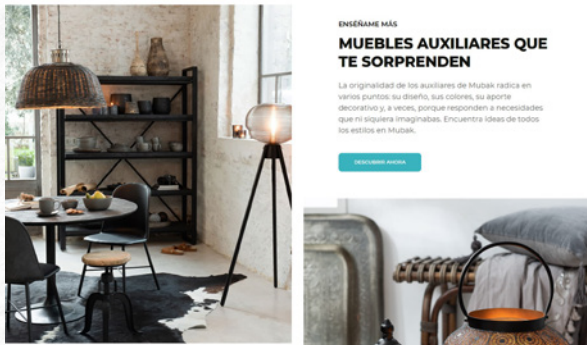 ENSÉÑAME MÁS
MUEBLES AUXILIARES QUE
TE SORPRENDEN
La originalidad de los auxiliares de Mubak radica en
varios puntos: su diseño, sus colores, su aporte
decorativo y, a veces, porque responden a necesidades
que ni siquiera imaginabas. Encuentra ideas de todos
los estilos en Mubak.
DESCUBRIR AHORA